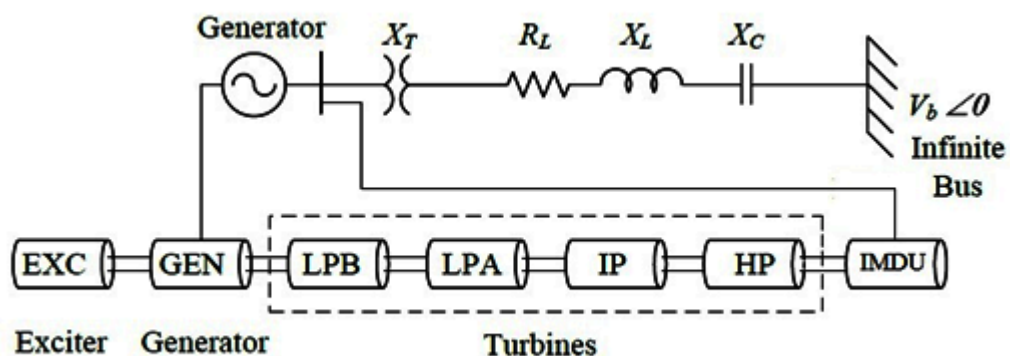 Generator
X_T
R_L
X_L
X_C
V_b ∠0
Infinite
Bus
EXC
GEN
LPB
LPA
IP
HP
IMDU
Exciter
Generator
Turbines